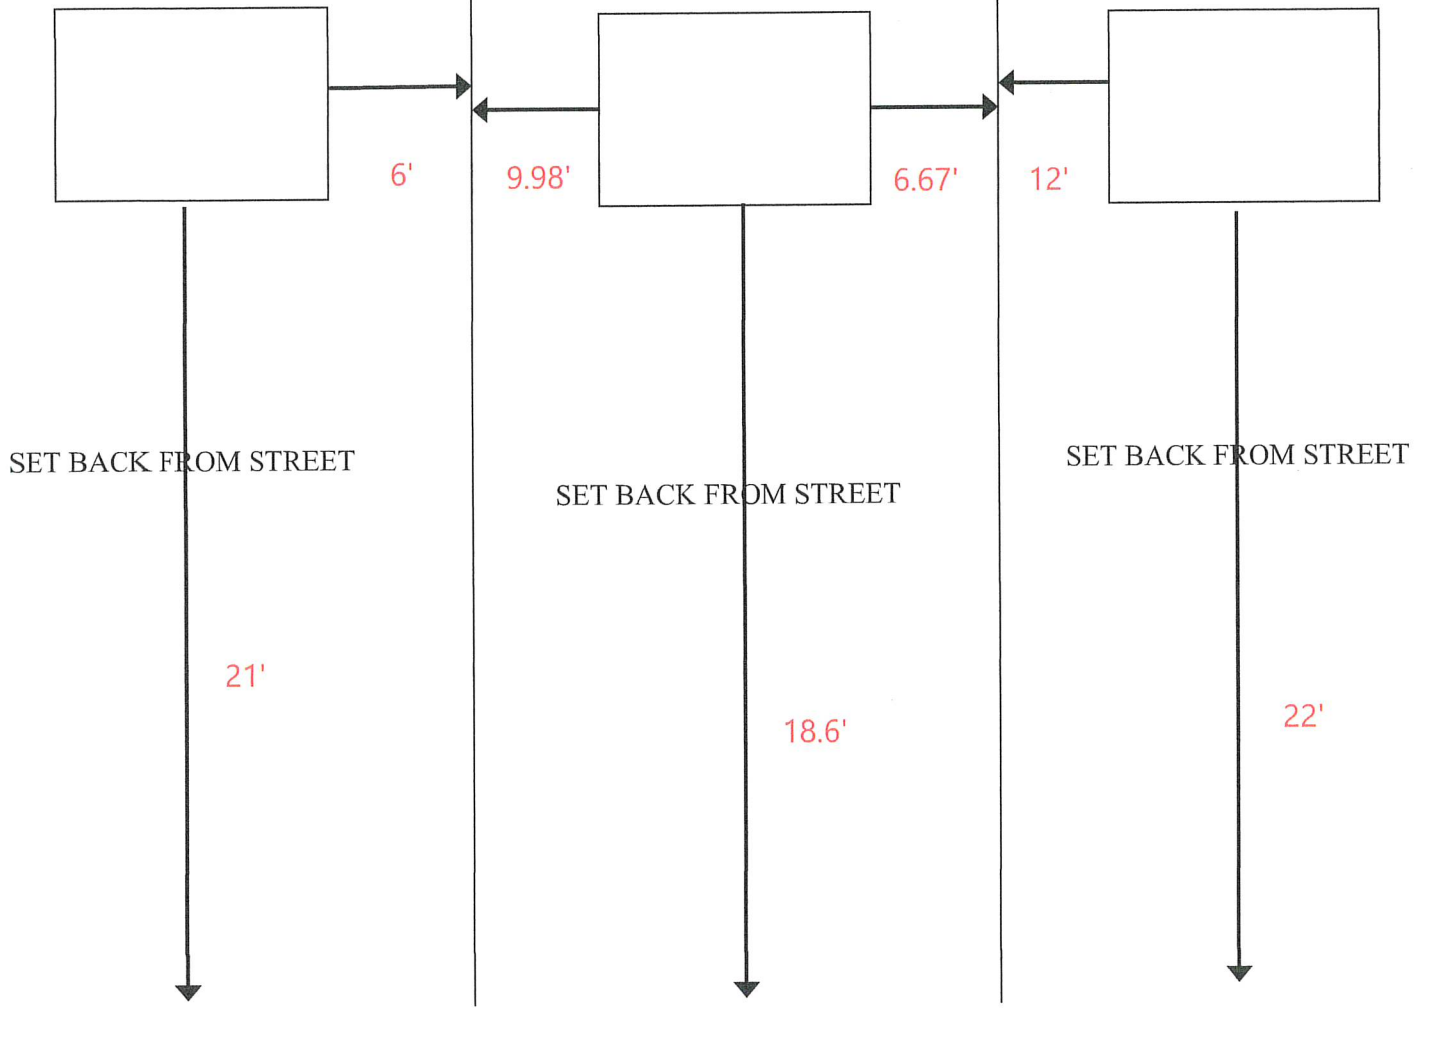 6'
9.98'
6.67'
12'
SET BACK FROM STREET
SET BACK FROM STREET
SET BACK FROM STREET
21'
18.6'
22'